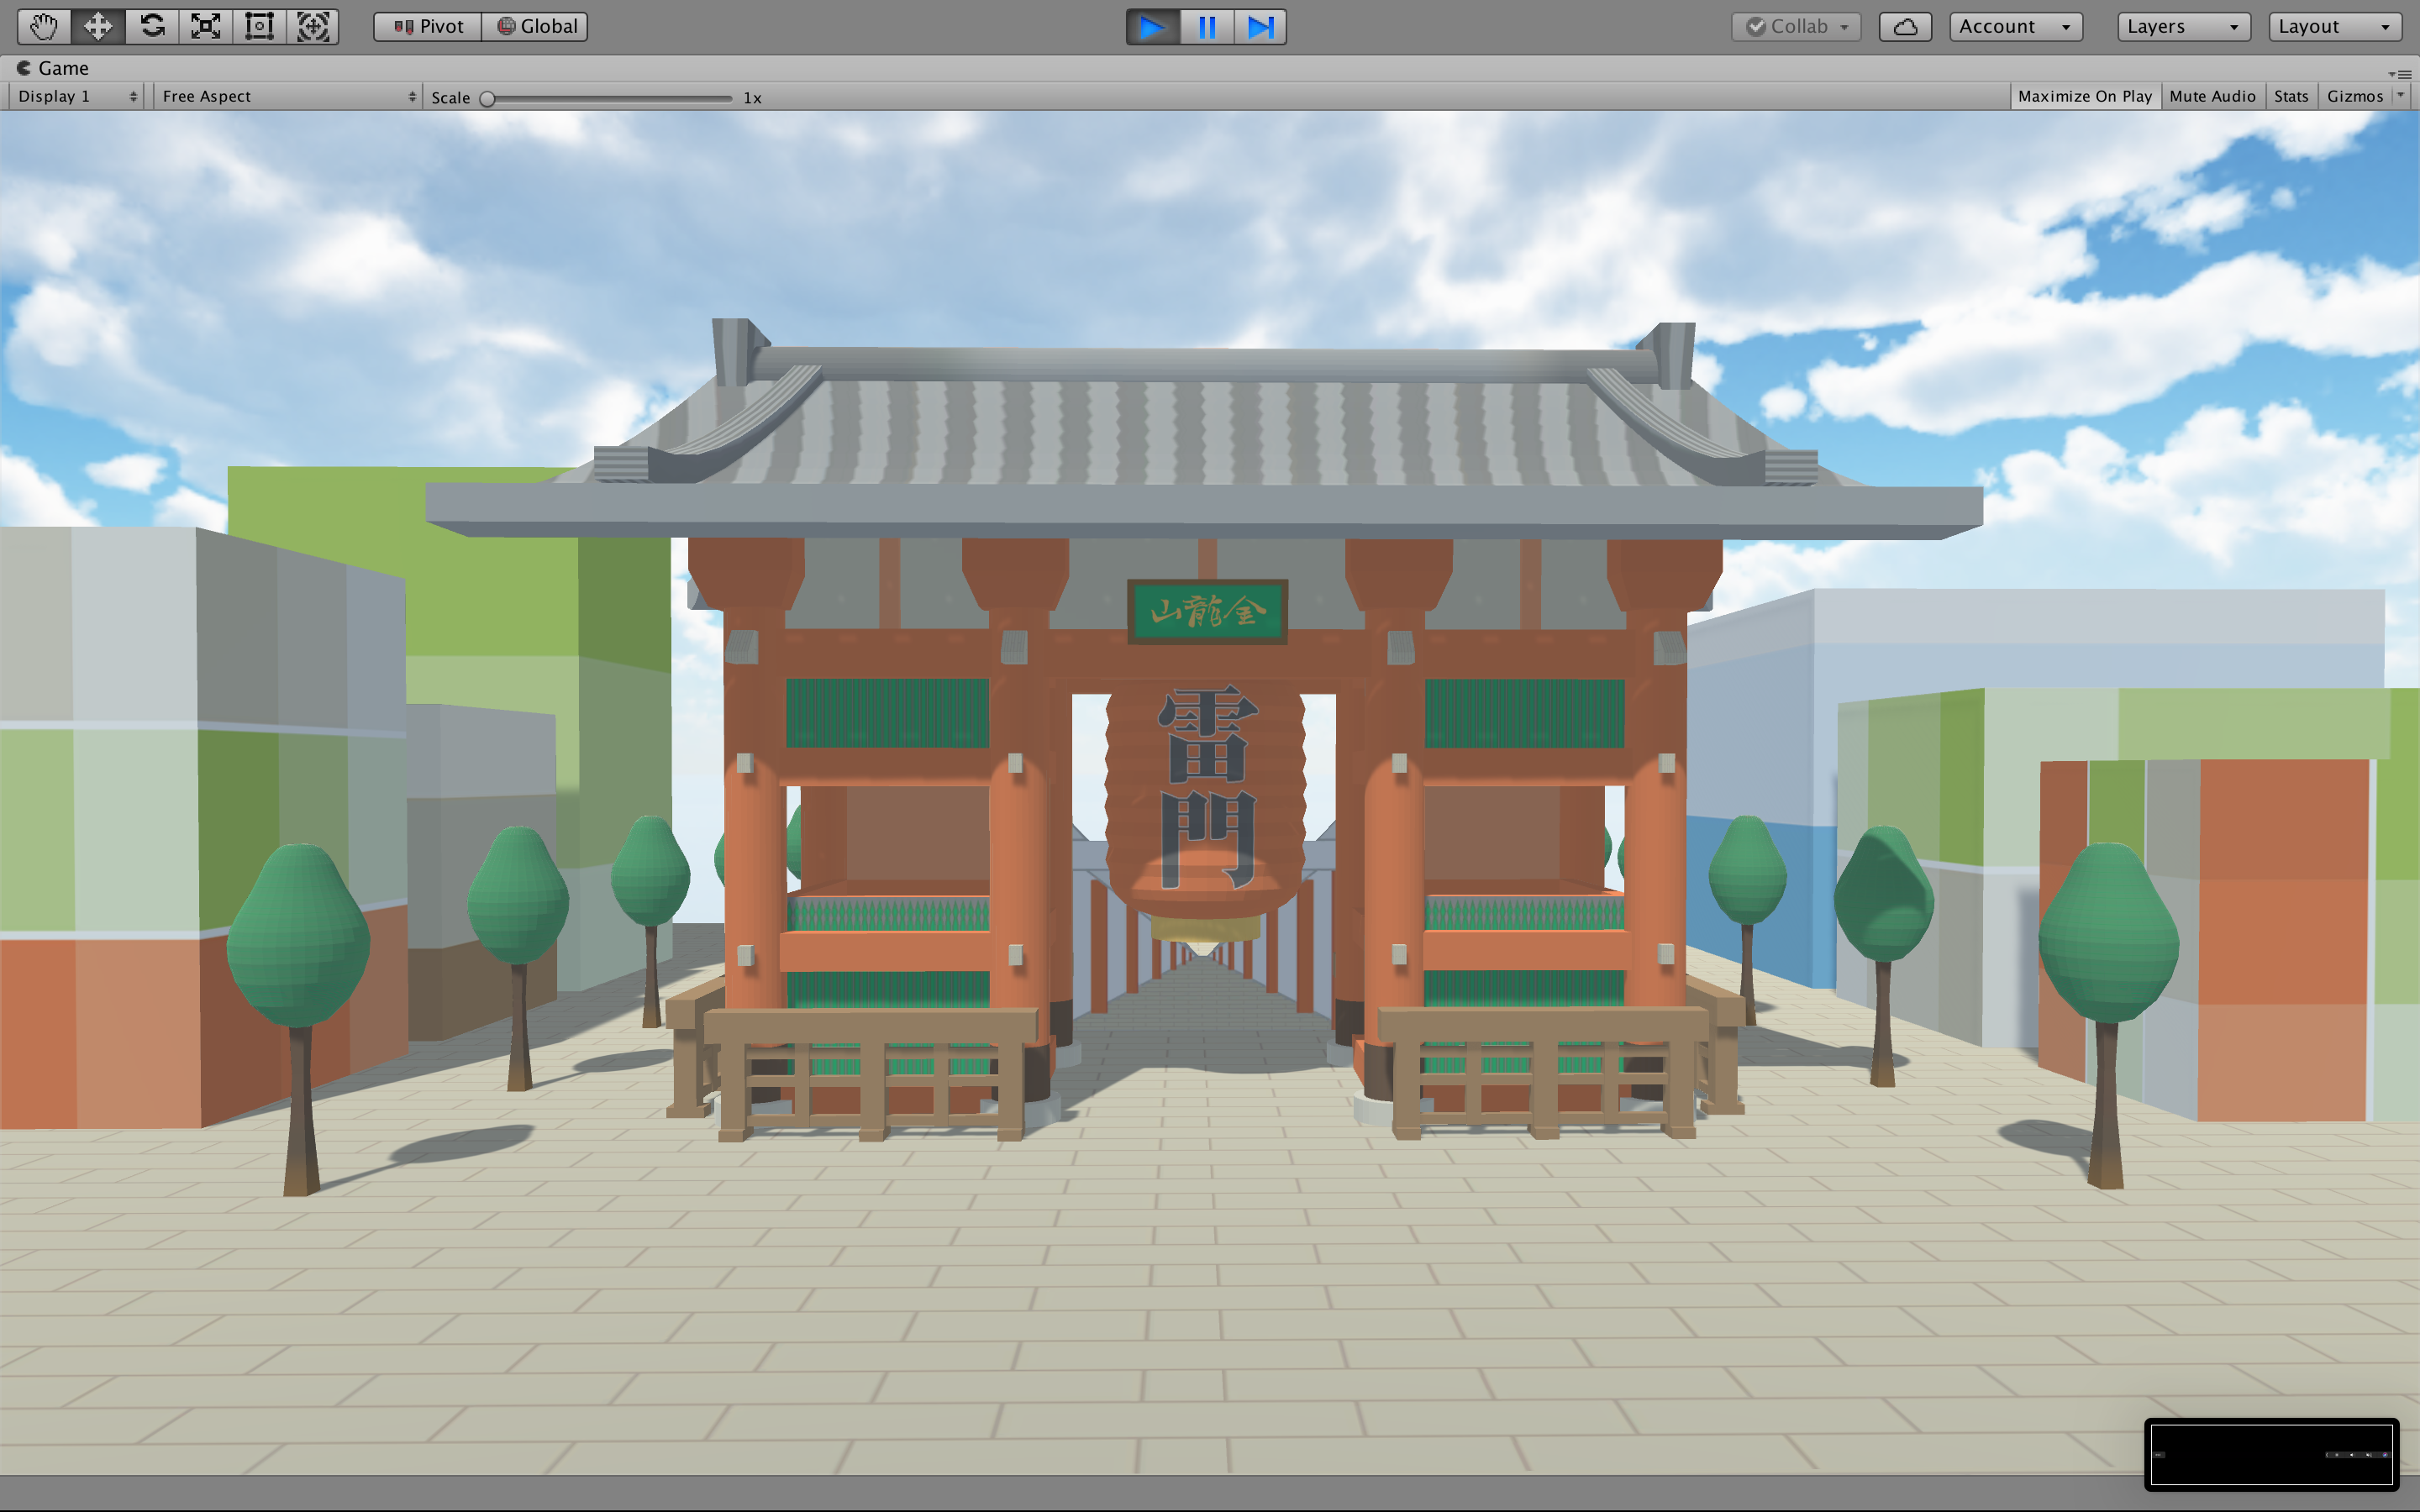 Pivot Global Collab Account Layers Layout
Game
Display 1 Free Aspect Scale 1x Maximize On Play Mute Audio Stats Gizmos
金龍山
雷門